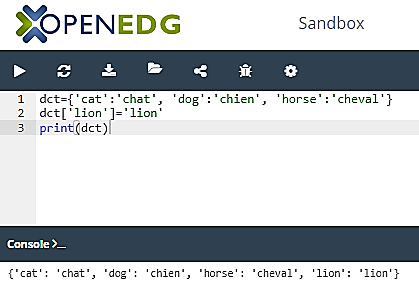 OPENEDG
Sandbox
1 dct={'cat':'chat', 'dog':'chien', 'horse':'cheval'}
2 dct['lion']='lion'
3 print(dct)
Console >_
{'cat': 'chat', 'dog': 'chien', 'horse': 'cheval', 'lion': 'lion'}